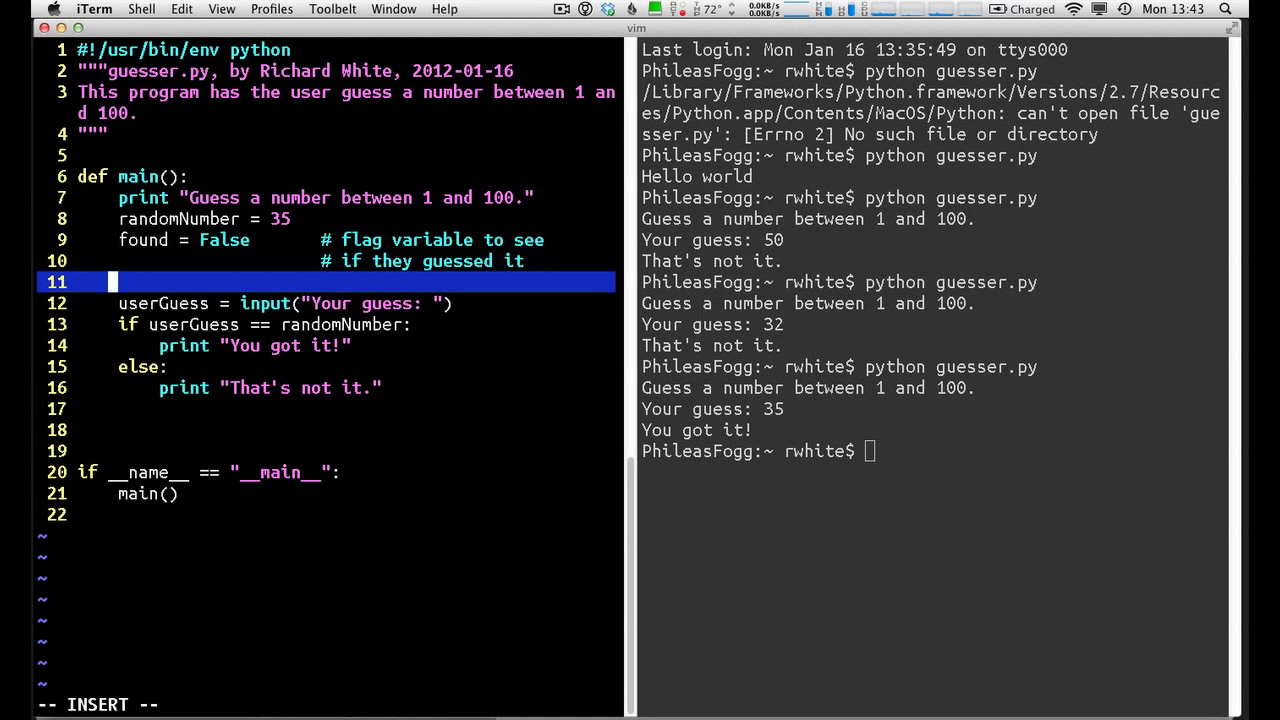 iTerm Shell Edit View Profiles Toolbelt Window Help 72° 0.0KB/s 0.0KB/s Charged Mon 13:43
vim
1 #!/usr/bin/env python
2 """guesser.py, by Richard White, 2012-01-16
3 This program has the user guess a number between 1 an
d 100.
4 """
5
6 def main():
7 print "Guess a number between 1 and 100."
8 randomNumber = 35
9 found = False # flag variable to see
10 # if they guessed it
11
12 userGuess = input("Your guess: ")
13 if userGuess == randomNumber:
14 print "You got it!"
15 else:
16 print "That's not it."
17
18
19
20 if __name__ == "__main__":
21 main()
22
~
~
~
~
~
~
~
~
-- INSERT --
Last login: Mon Jan 16 13:35:49 on ttys000
PhileasFogg:~ rwhite$ python guesser.py
/Library/Frameworks/Python.framework/Versions/2.7/Resourc
es/Python.app/Contents/MacOS/Python: can't open file 'gue
sser.py': [Errno 2] No such file or directory
PhileasFogg:~ rwhite$ python guesser.py
Hello world
PhileasFogg:~ rwhite$ python guesser.py
Guess a number between 1 and 100.
Your guess: 50
That's not it.
PhileasFogg:~ rwhite$ python guesser.py
Guess a number between 1 and 100.
Your guess: 32
That's not it.
PhileasFogg:~ rwhite$ python guesser.py
Guess a number between 1 and 100.
Your guess: 35
You got it!
PhileasFogg:~ rwhite$